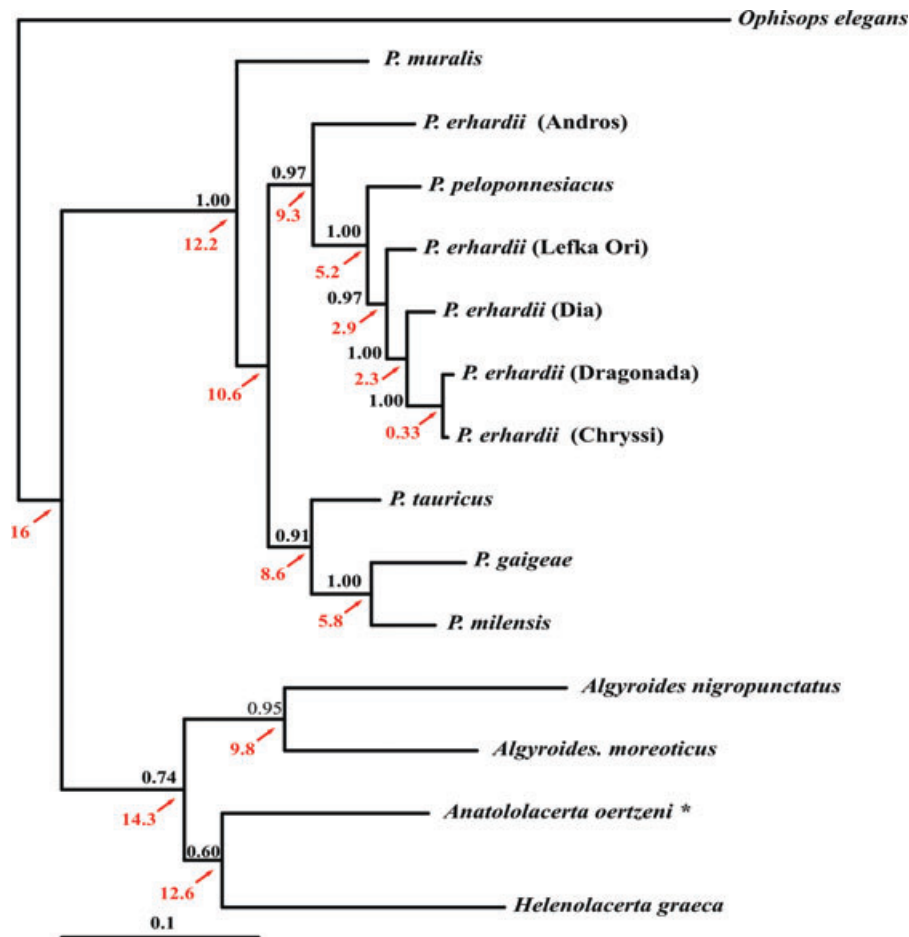 Ophisops elegans
P. muralis
P. erhardii (Andros)
0.97
P. peloponnesiacus
1.00
9.3
12.2
1.00
P. erhardii (Lefka Ori)
5.2
0.97
P. erhardii (Dia)
2.9
1.00
2.3
P. erhardii (Dragonada)
10.6
1.00
0.33
P. erhardii (Chryssi)
P. tauricus
16
0.91
8.6
P. gaigeae
1.00
5.8
P. milensis
Algyroides nigropunctatus
0.95
9.8
Algyroides. moreoticus
0.74
14.3
Anatololacerta oertzeni *
0.60
12.6
Helenolacerta graeca
0.1